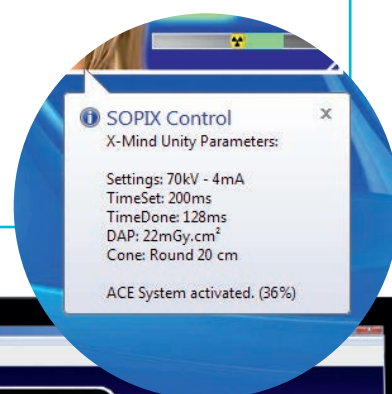 SOPIX Control
X-Mind Unity Parameters:
Settings: 70kV - 4mA
TimeSet: 200ms
TimeDone: 128ms
DAP: 22mGy.cm²
Cone: Round 20 cm
ACE System activated. (36%)